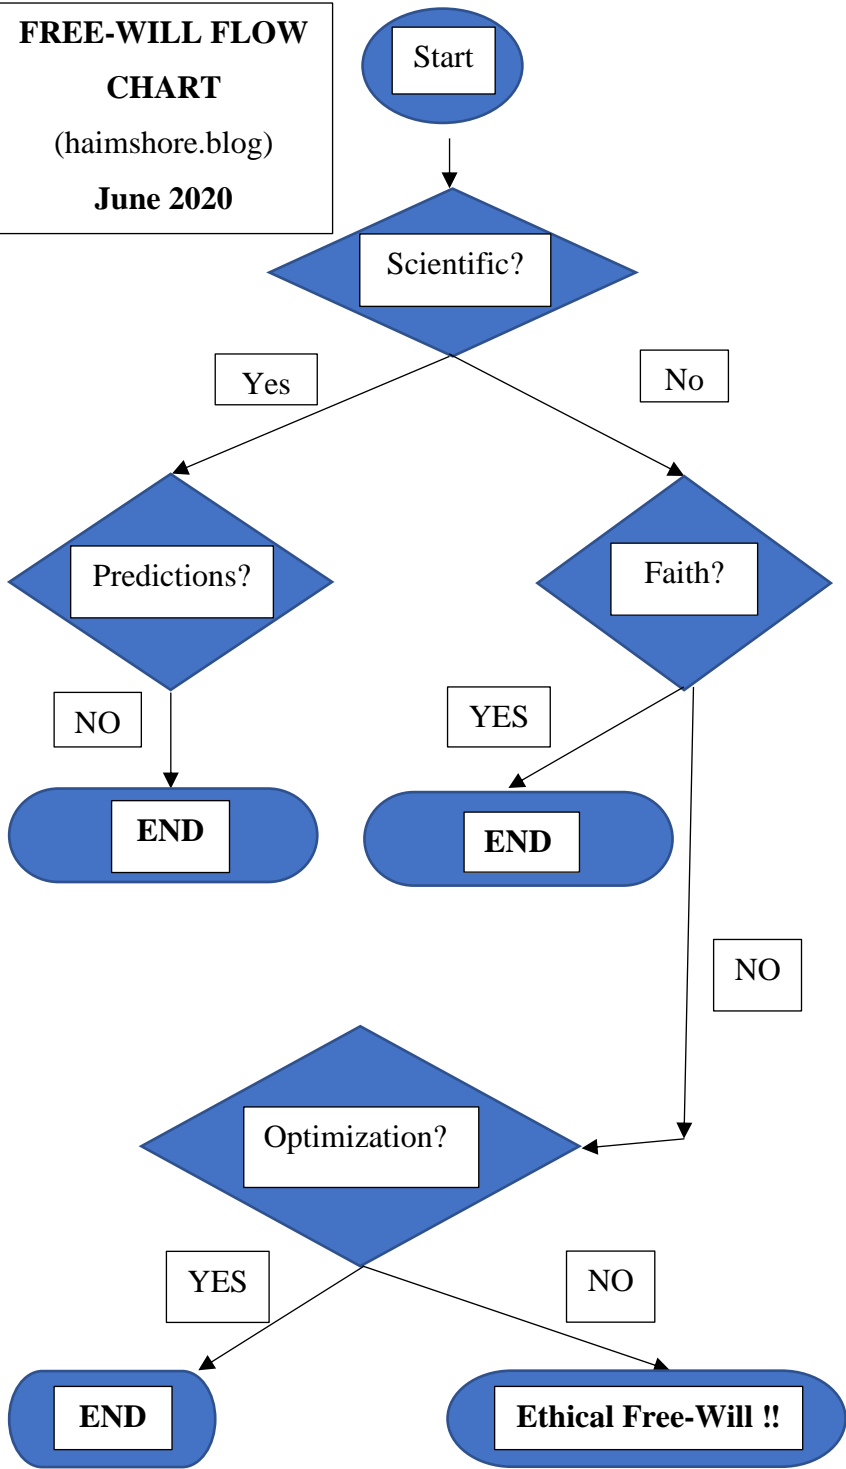 FREE-WILL FLOW
CHART
(haimshore.blog)
June 2020
Start
Scientific?
Yes
No
Predictions?
Faith?
NO
YES
END
END
NO
Optimization?
YES
NO
END
Ethical Free-Will !!